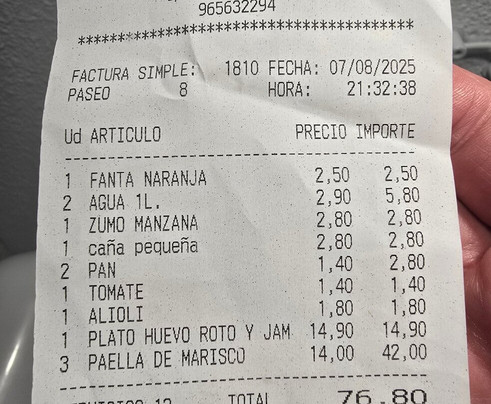 965632294
****************************************
FACTURA SIMPLE: 1810 FECHA: 07/08/2025
PASEO 8 HORA: 21:32:38
Ud ARTICULO PRECIO IMPORTE
1 FANTA NARANJA 2,50 2,50
2 AGUA 1L. 2,90 5,80
1 ZUMO MANZANA 2,80 2,80
1 caña pequeña 2,80 2,80
2 PAN 1,40 2,80
1 TOMATE 1,40 1,40
1 ALIOLI 1,80 1,80
1 PLATO HUEVO ROTO Y JAM 14,90 14,90
3 PAELLA DE MARISCO 14,00 42,00
TOTAL 76,80